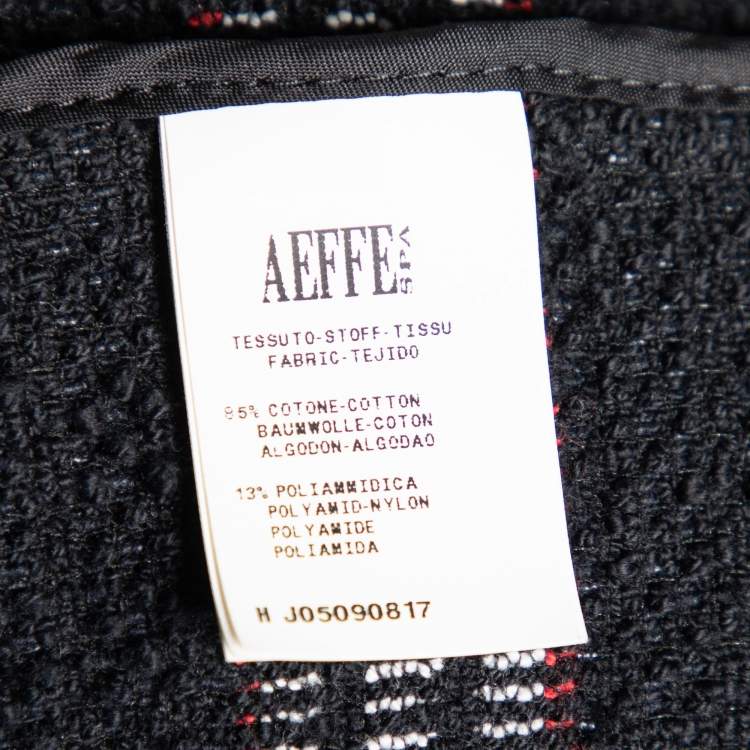 AEFFE SPA
TESSUTO-STOFF-TISSU
FABRIC-TEJIDO
85% COTONE-COTTON
BAUMWOLLE-COTON
ALGODON-ALGODAO
13% POLIAMMIDICA
POLYAMID-NYLON
POLYAMIDE
POLIAMIDA
H J05090817